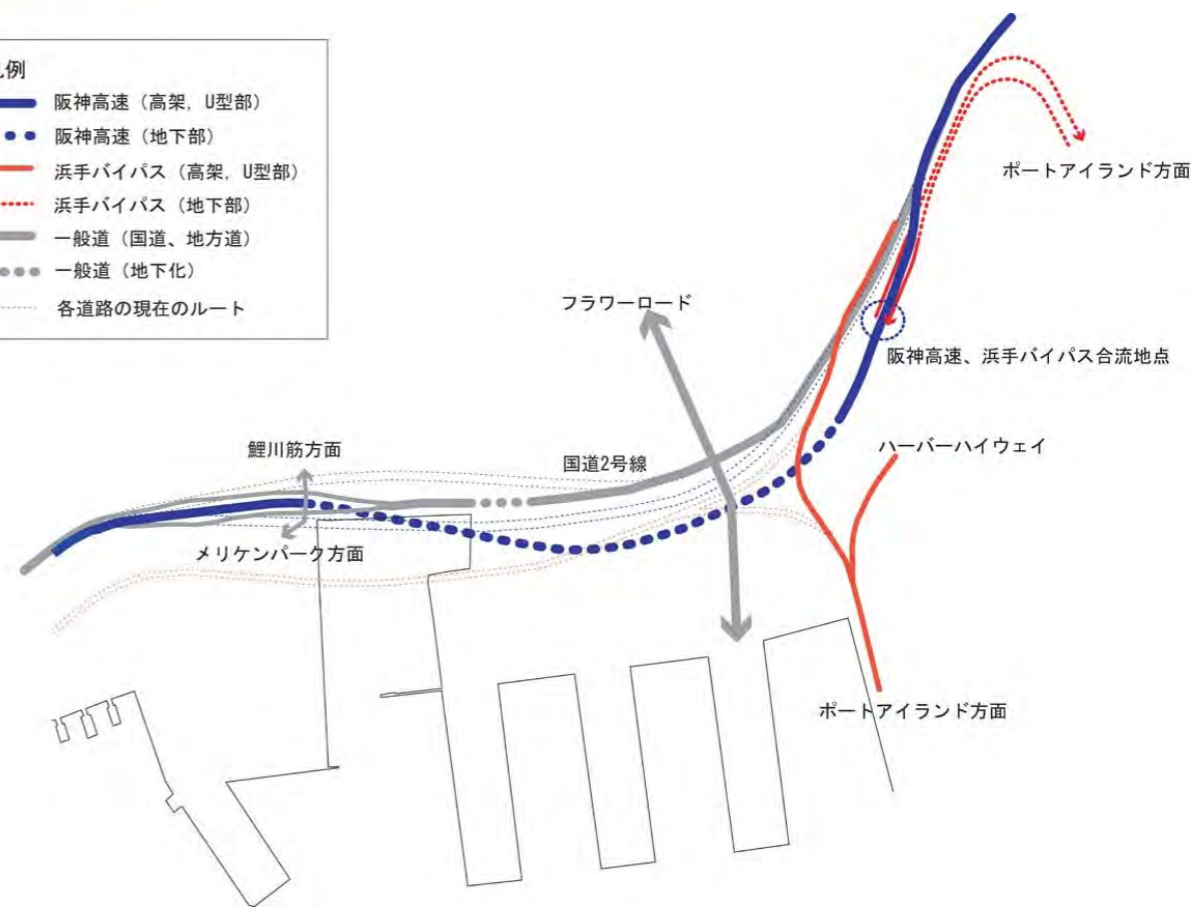 例
阪神高速（高架，U型部）
阪神高速（地下部）
浜手バイパス（高架，U型部）
浜手バイパス（地下部）
一般道（国道、地方道）
一般道（地下化）
各道路の現在のルート
ポートアイランド方面
フラワーロード
阪神高速、浜手バイパス合流地点
鯉川筋方面
国道2号線
ハーバーハイウェイ
メリケンパーク方面
ポートアイランド方面